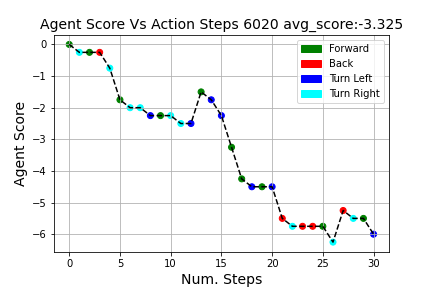 Agent Score Vs Action Steps 6020 avg_score:-3.325
Forward
Back
Turn Left
Turn Right
0
−1
−2
−3
−4
−5
−6
Agent Score
0 5 10 15 20 25 30
Num. Steps